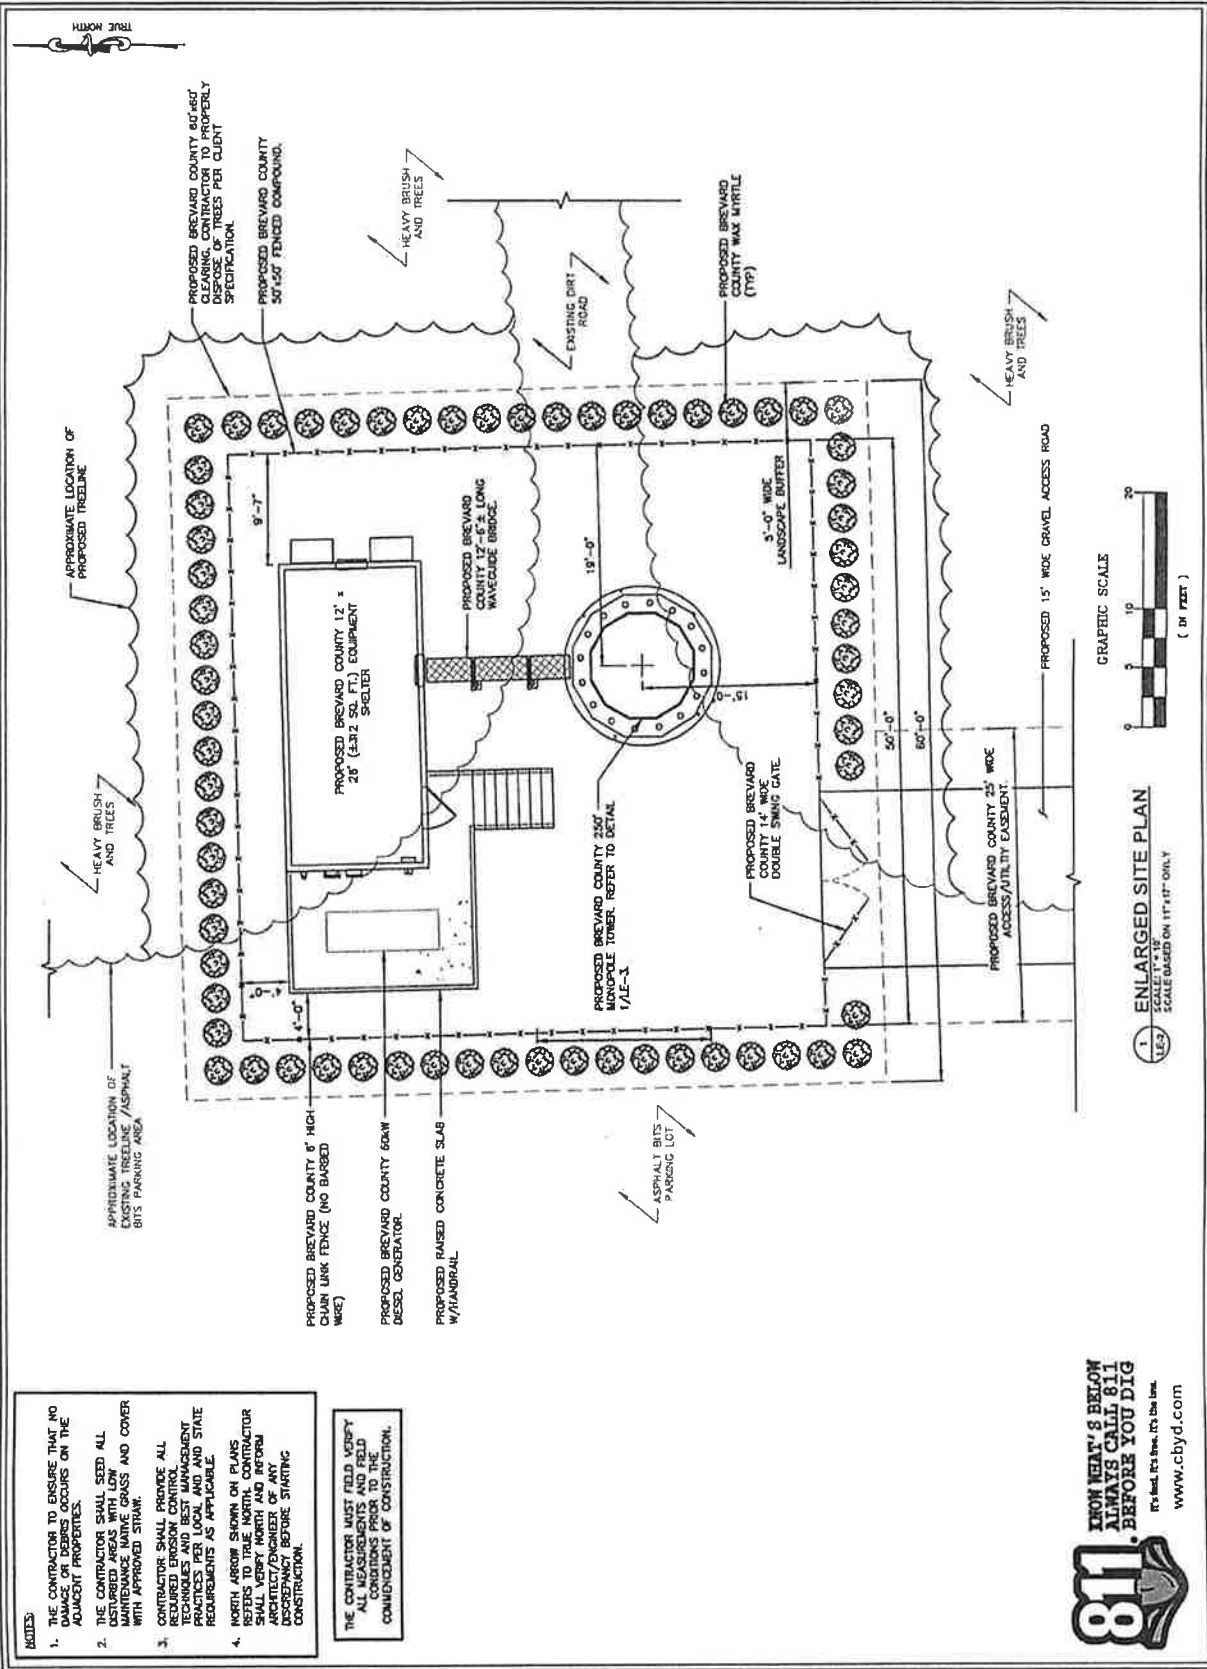 NOTES:
1. THE CONTRACTOR TO ENSURE THAT NO
DAMAGE OR DEBRIS OCCURS ON THE
ADJACENT PROPERTIES.
2. THE CONTRACTOR SHALL SEED ALL
DISTURBED AREAS WITH LOW
MAINTENANCE NATIVE GRASS AND COVER
WITH APPROVED STRAW.
3. CONTRACTOR SHALL PROVIDE ALL
REQUIRED EROSION CONTROL
TECHNIQUES AND BEST MANAGEMENT
PRACTICES PER LOCAL AND AND STATE
REQUIREMENTS AS APPLICABLE.
4. NORTH ARROW SHOWN ON PLANS
REFERS TO TRUE NORTH. CONTRACTOR
SHALL VERIFY NORTH AND INFORM
ARCHITECT/ENGINEER OF ANY
DISCREPANCY BEFORE STARTING
CONSTRUCTION.
THE CONTRACTOR MUST FIELD VERIFY
ALL MEASUREMENTS AND FIELD
CONDITIONS PRIOR TO THE
COMMENCEMENT OF CONSTRUCTION.
APPROXIMATE LOCATION OF
EXISTING TREELINE /ASPHALT
BITS PARKING AREA
HEAVY BRUSH
AND TREES
APPROXIMATE LOCATION OF
PROPOSED TREELINE
TRUE NORTH
PROPOSED BREVARD COUNTY 60'x60'
CLEARING, CONTRACTOR TO PROPERLY
DISPOSE OF TREES PER CLIENT
SPECIFICATION.
PROPOSED BREVARD COUNTY
50'x50' FENCED COMPOUND.
HEAVY BRUSH
AND TREES
EXISTING DIRT
ROAD
PROPOSED BREVARD
COUNTY WAX MYRTLE
(TYP)
HEAVY BRUSH
AND TREES
PROPOSED BREVARD COUNTY 6' HIGH
CHAIN LINK FENCE (NO BARBED
WIRE)
PROPOSED BREVARD COUNTY 60KW
DIESEL GENERATOR.
PROPOSED RAISED CONCRETE SLAB
W/HANDRAIL
4'-0"
4'-0"
9'-7"
PROPOSED BREVARD COUNTY 12' x
26' (±312 SQ. FT.) EQUIPMENT
SHELTER
PROPOSED BREVARD
COUNTY 12'-6"± LONG
WAVEGUIDE BRIDGE.
19'-0"
15'-0"
5'-0" WIDE
LANDSCAPE BUFFER
PROPOSED BREVARD COUNTY 250'
MONOPOLE TOWER. REFER TO DETAIL
1/LE-3
PROPOSED BREVARD
COUNTY 14' WIDE
DOUBLE SWING GATE.
ASPHALT BITS
PARKING LOT
50'-0"
60'-0"
PROPOSED BREVARD COUNTY 25' WIDE
ACCESS/UTILITY EASEMENT.
PROPOSED 15' WIDE GRAVEL ACCESS ROAD
1
LE-2
ENLARGED SITE PLAN
SCALE: 1" = 10'
SCALE BASED ON 11"x17" ONLY
GRAPHIC SCALE
0 5 10 20
( IN FEET )
811.
KNOW WHAT'S BELOW
ALWAYS CALL 811
BEFORE YOU DIG
It's fast. It's free. It's the law.
www.cbyd.com